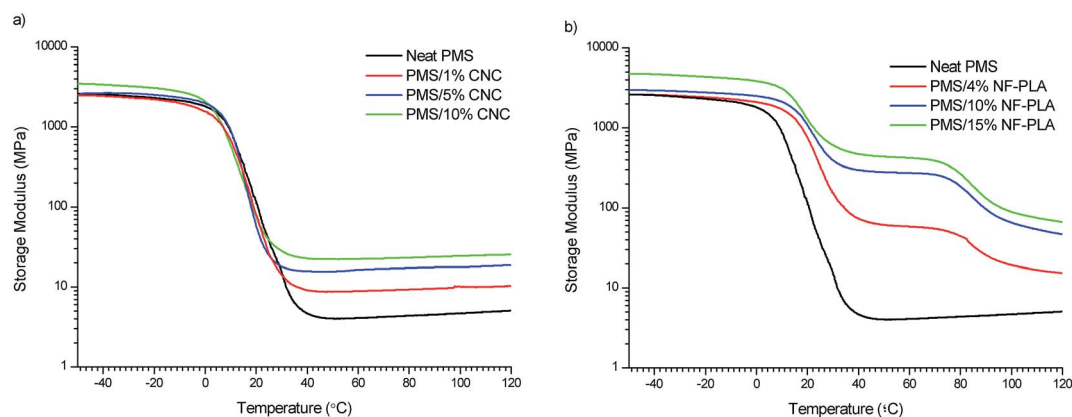 a)
Neat PMS
PMS/1% CNC
PMS/5% CNC
PMS/10% CNC
10000
1000
100
10
1
Storage Modulus (MPa)
-40 -20 0 20 40 60 80 100 120
Temperature (°C)
b)
Neat PMS
PMS/4% NF-PLA
PMS/10% NF-PLA
PMS/15% NF-PLA
10000
1000
100
10
1
Storage Modulus (MPa)
-40 -20 0 20 40 60 80 100 120
Temperature (°C)